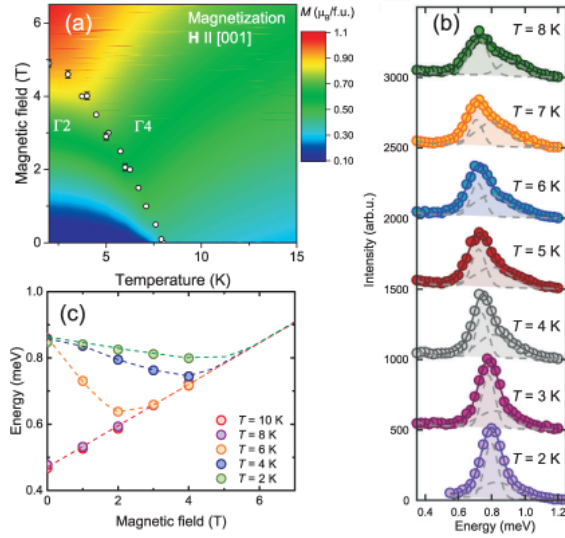 (a)
Magnetization
H II [001]
Γ2
Γ4
Magnetic field (T)
6
4
2
0
5
10
15
Temperature (K)
M (μB/f.u.)
1.1
0.90
0.70
0.50
0.30
0.10
(b)
T = 8 K
T = 7 K
T = 6 K
T = 5 K
T = 4 K
T = 3 K
T = 2 K
Intensity (arb.u.)
3000
2500
2000
1500
1000
500
0
0.4 0.6 0.8 1.0 1.2
Energy (meV)
(c)
Energy (meV)
1.0
0.8
0.6
0.4
T = 10 K
T = 8 K
T = 6 K
T = 4 K
T = 2 K
0 2 4 6
Magnetic field (T)